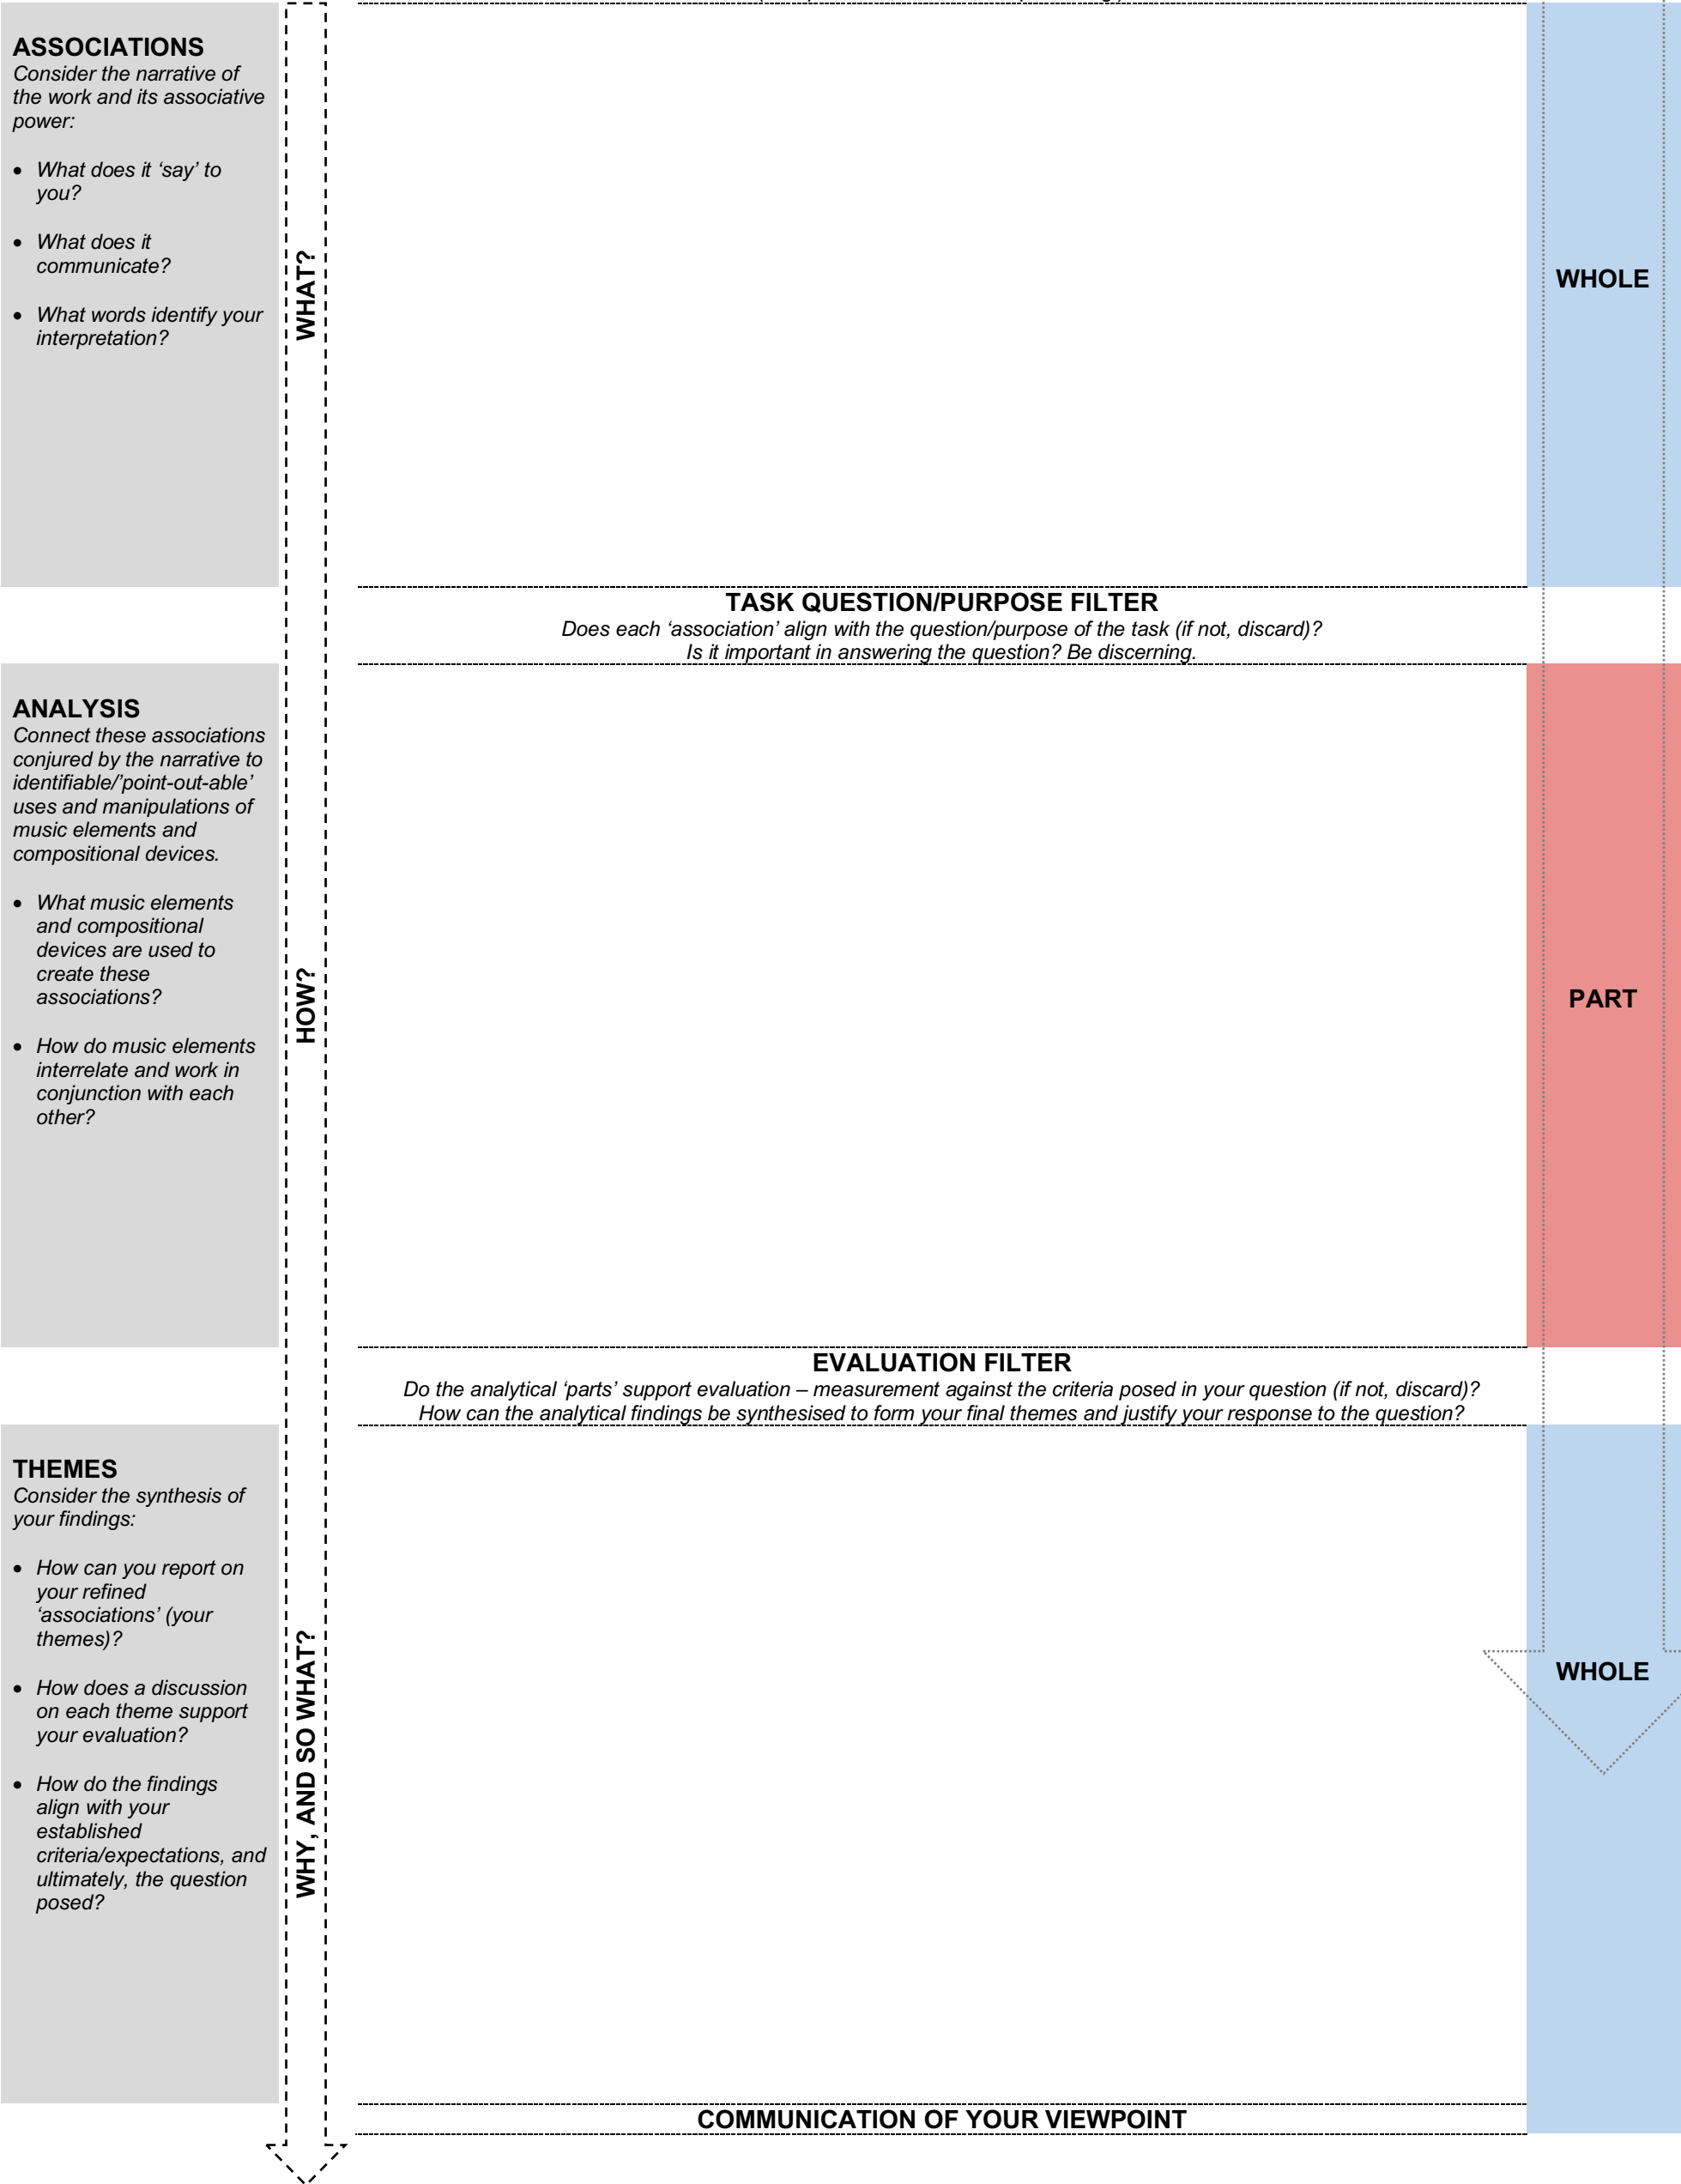 ASSOCIATIONS
Consider the narrative of
the work and its associative
power:
• What does it ‘say’ to
you?
• What does it
communicate?
• What words identify your
interpretation?
WHAT?
WHOLE
TASK QUESTION/PURPOSE FILTER
Does each ‘association’ align with the question/purpose of the task (if not, discard)?
Is it important in answering the question? Be discerning.
ANALYSIS
Connect these associations
conjured by the narrative to
identifiable/’point-out-able’
uses and manipulations of
music elements and
compositional devices.
• What music elements
and compositional
devices are used to
create these
associations?
• How do music elements
interrelate and work in
conjunction with each
other?
HOW?
PART
EVALUATION FILTER
Do the analytical ‘parts’ support evaluation – measurement against the criteria posed in your question (if not, discard)?
How can the analytical findings be synthesised to form your final themes and justify your response to the question?
THEMES
Consider the synthesis of
your findings:
• How can you report on
your refined
‘associations’ (your
themes)?
• How does a discussion
on each theme support
your evaluation?
• How do the findings
align with your
established
criteria/expectations, and
ultimately, the question
posed?
WHY, AND SO WHAT?
WHOLE
COMMUNICATION OF YOUR VIEWPOINT